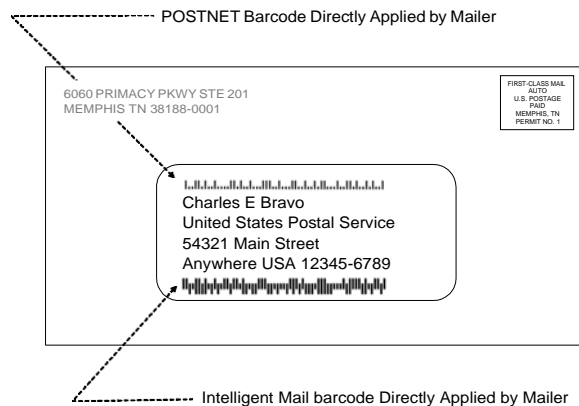 POSTNET Barcode Directly Applied by Mailer
6060 PRIMACY PKWY STE 201
MEMPHIS TN 38188-0001
FIRST-CLASS MAIL
AUTO
U.S. POSTAGE
PAID
MEMPHIS, TN
PERMIT NO. 1
Charles E Bravo
United States Postal Service
54321 Main Street
Anywhere USA 12345-6789
Intelligent Mail barcode Directly Applied by Mailer